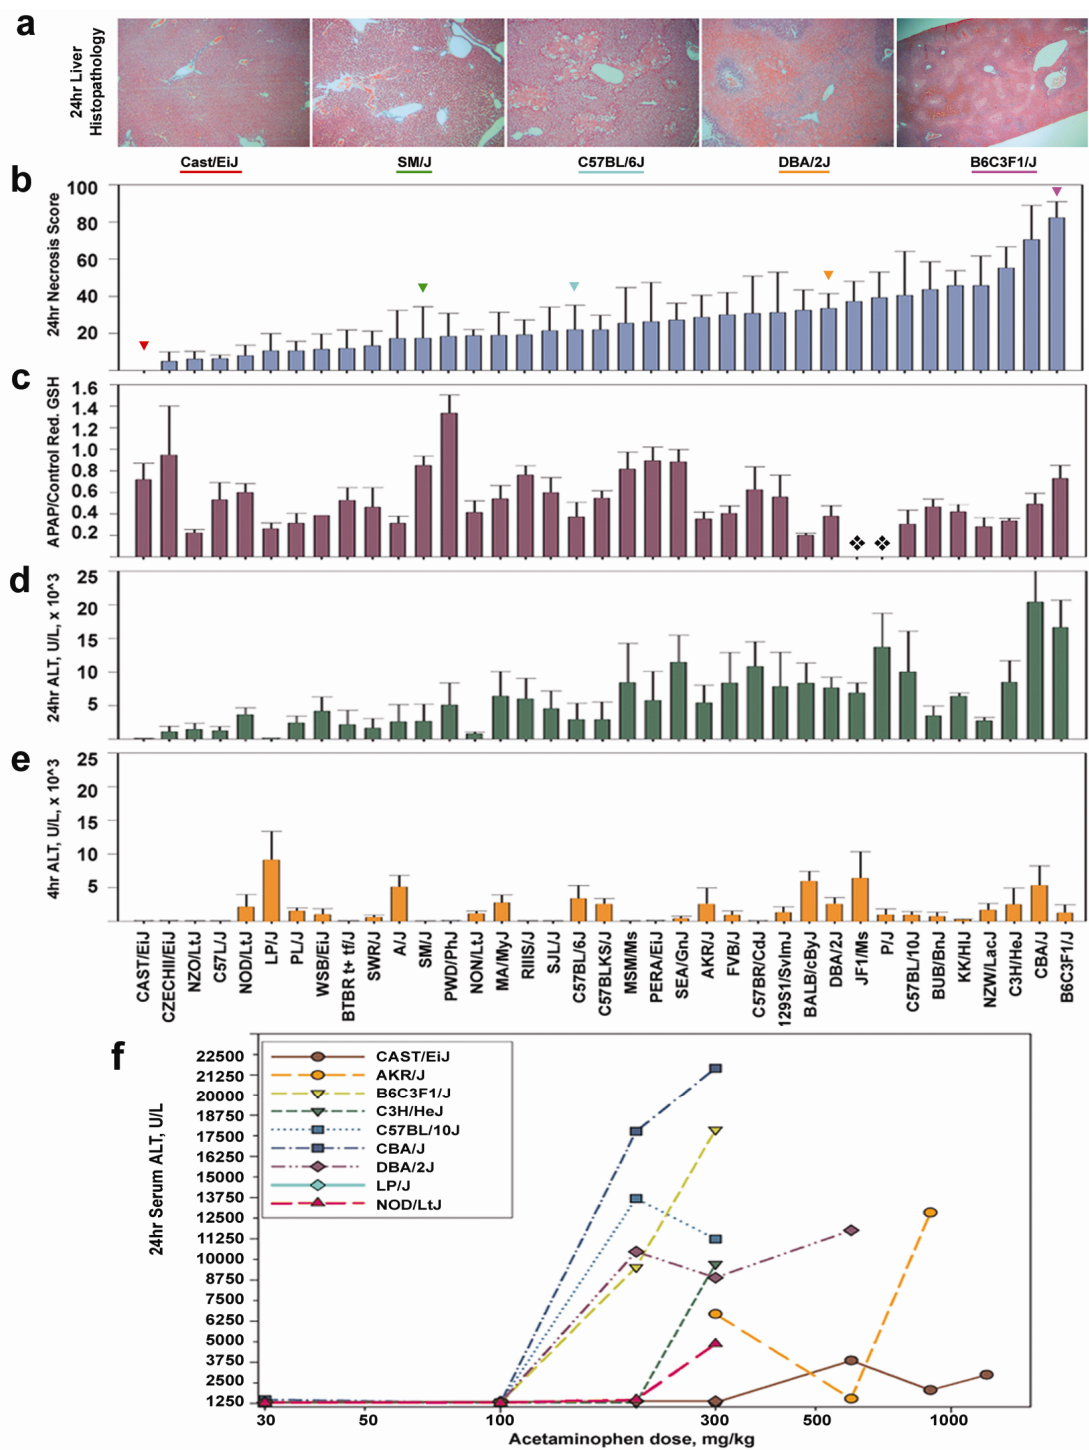 a
24hr Liver
Histopathology
Cast/EiJ SM/J C57BL/6J DBA/2J B6C3F1/J
b
24hr Necrosis Score
100
80
60
40
20
c
APAP/Control Red. GSH
1.6
1.4
1.2
1.0
0.8
0.6
0.4
0.2
d
24hr ALT, U/L, x 10^3
25
20
15
10
5
e
4hr ALT, U/L, x 10^3
25
20
15
10
5
CAST/EiJ
CZECHII/EiJ
NZO/LtJ
C57L/J
NOD/LtJ
LP/J
PL/J
WSB/EiJ
BTBR t+ tf/J
SWR/J
A/J
SM/J
PWD/PhJ
NON/LtJ
MA/MyJ
RIIIS/J
SJL/J
C57BL/6J
C57BLKS/J
MSM/Ms
PERA/EiJ
SEA/GnJ
AKR/J
FVB/J
C57BR/CdJ
129S1/SvImJ
BALB/cByJ
DBA/2J
JF1/Ms
P/J
C57BL/10J
BUB/BnJ
KK/HIJ
NZW/LacJ
C3H/HeJ
CBA/J
B6C3F1/J
f
24hr Serum ALT, U/L
22500
21250
20000
18750
17500
16250
15000
13750
12500
11250
10000
8750
7500
6250
5000
3750
2500
1250
CAST/EiJ
AKR/J
B6C3F1/J
C3H/HeJ
C57BL/10J
CBA/J
DBA/2J
LP/J
NOD/LtJ
30 50 100 300 500 1000
Acetaminophen dose, mg/kg